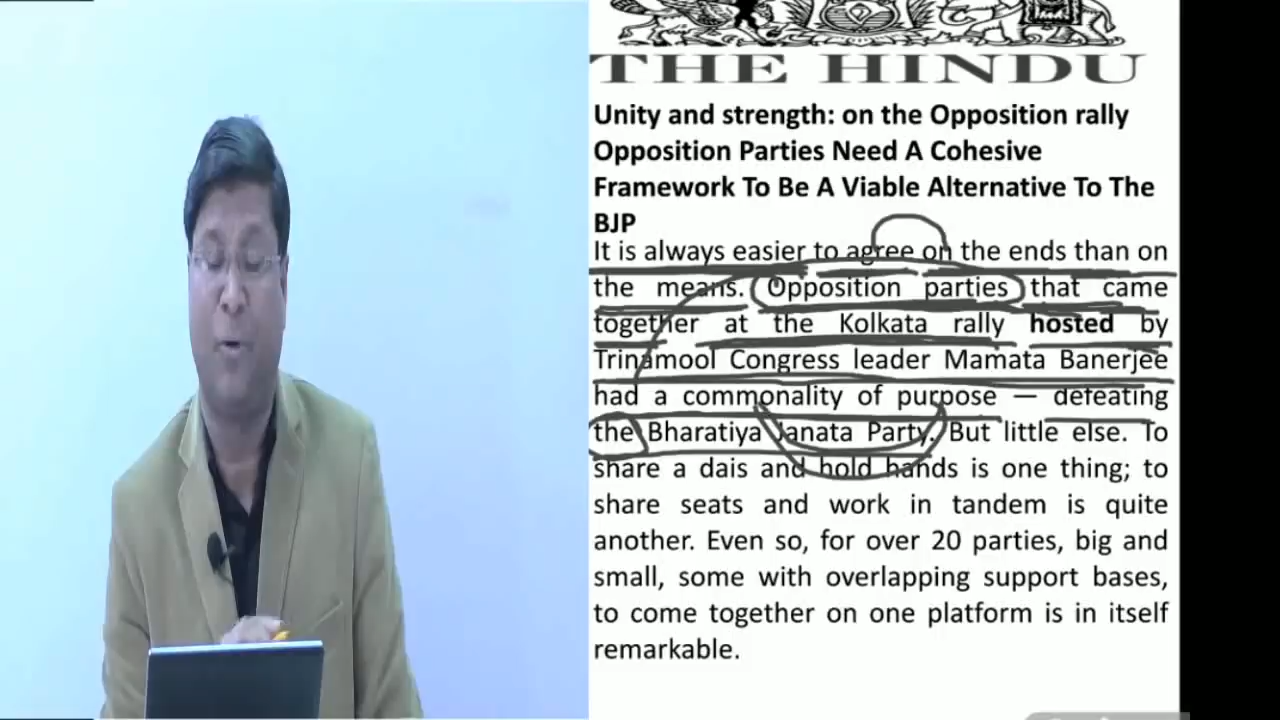 THE HINDU
Unity and strength: on the Opposition rally
Opposition Parties Need A Cohesive
Framework To Be A Viable Alternative To The
BJP
It is always easier to agree on the ends than on
the means. Opposition parties that came
together at the Kolkata rally hosted by
Trinamool Congress leader Mamata Banerjee
had a commonality of purpose — defeating
the Bharatiya Janata Party. But little else. To
share a dais and hold hands is one thing; to
share seats and work in tandem is quite
another. Even so, for over 20 parties, big and
small, some with overlapping support bases,
to come together on one platform is in itself
remarkable.